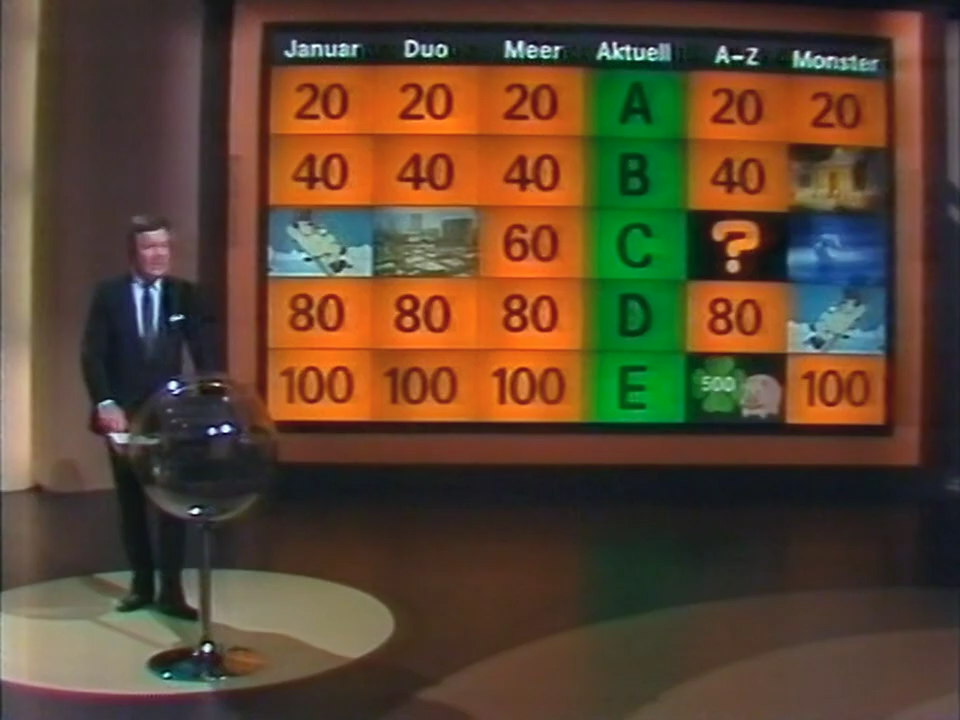 Januar Duo Meer Aktuell A-Z Monster
20 20 20 A 20 20
40 40 40 B 40
60 C ?
80 80 80 D 80
100 100 100 E 500 100